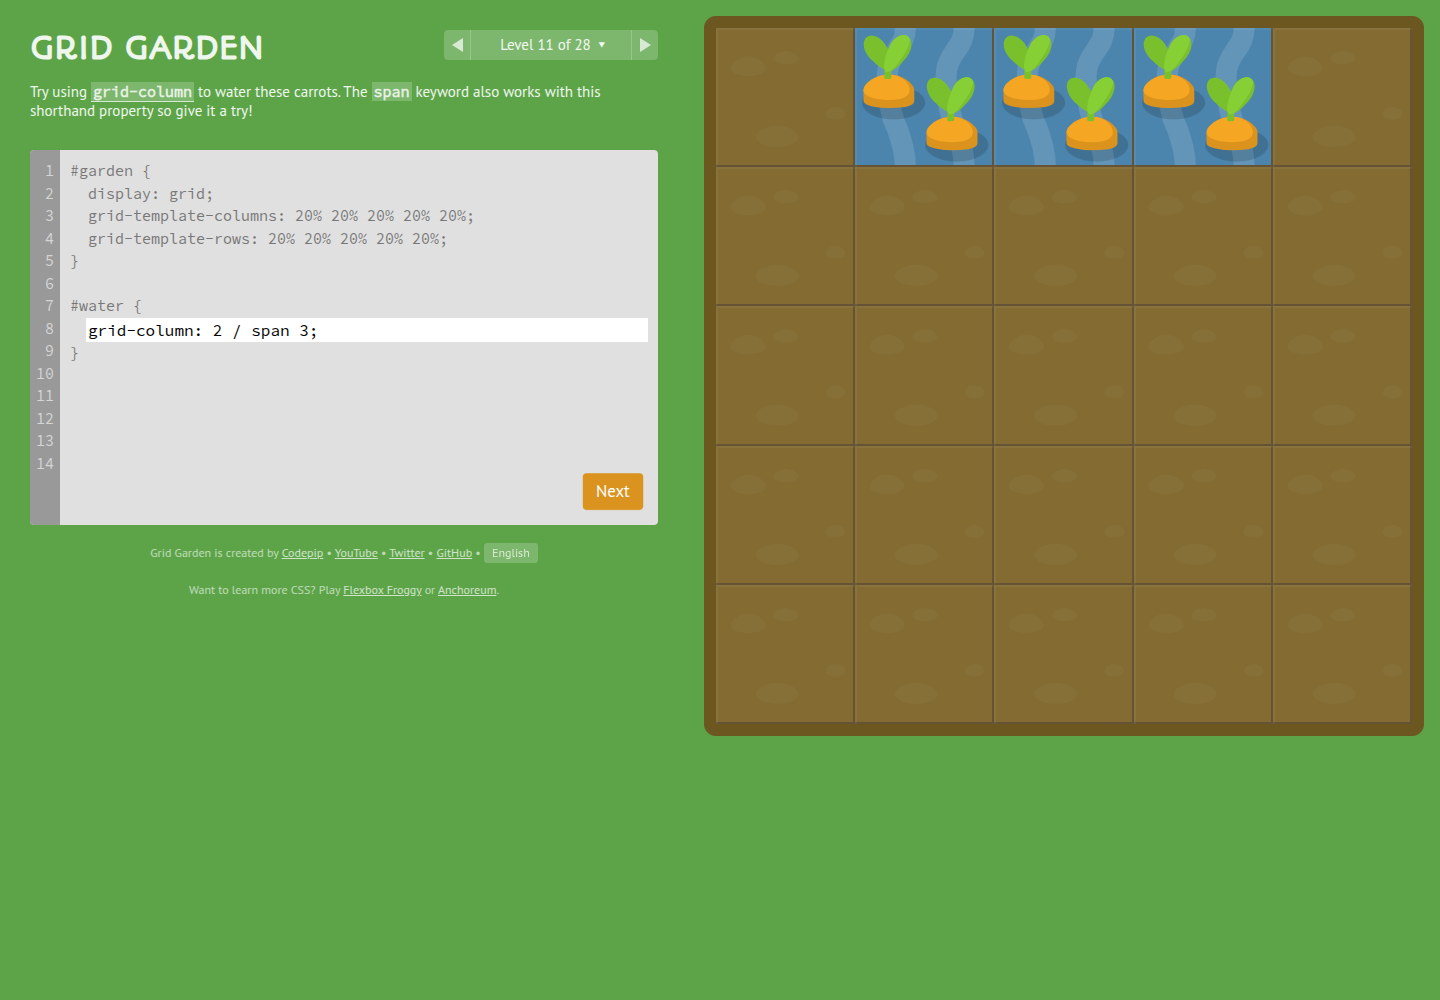 GRID GARDEN
Level 11 of 28 ▼
Try using grid-column to water these carrots. The span keyword also works with this
shorthand property so give it a try!
1 #garden {
2 display: grid;
3 grid-template-columns: 20% 20% 20% 20% 20%;
4 grid-template-rows: 20% 20% 20% 20% 20%;
5 }
6
7 #water {
8 grid-column: 2 / span 3;
9 }
10
11
12
13
14
Next
Grid Garden is created by Codepip • YouTube • Twitter • GitHub • English
Want to learn more CSS? Play Flexbox Froggy or Anchoreum.